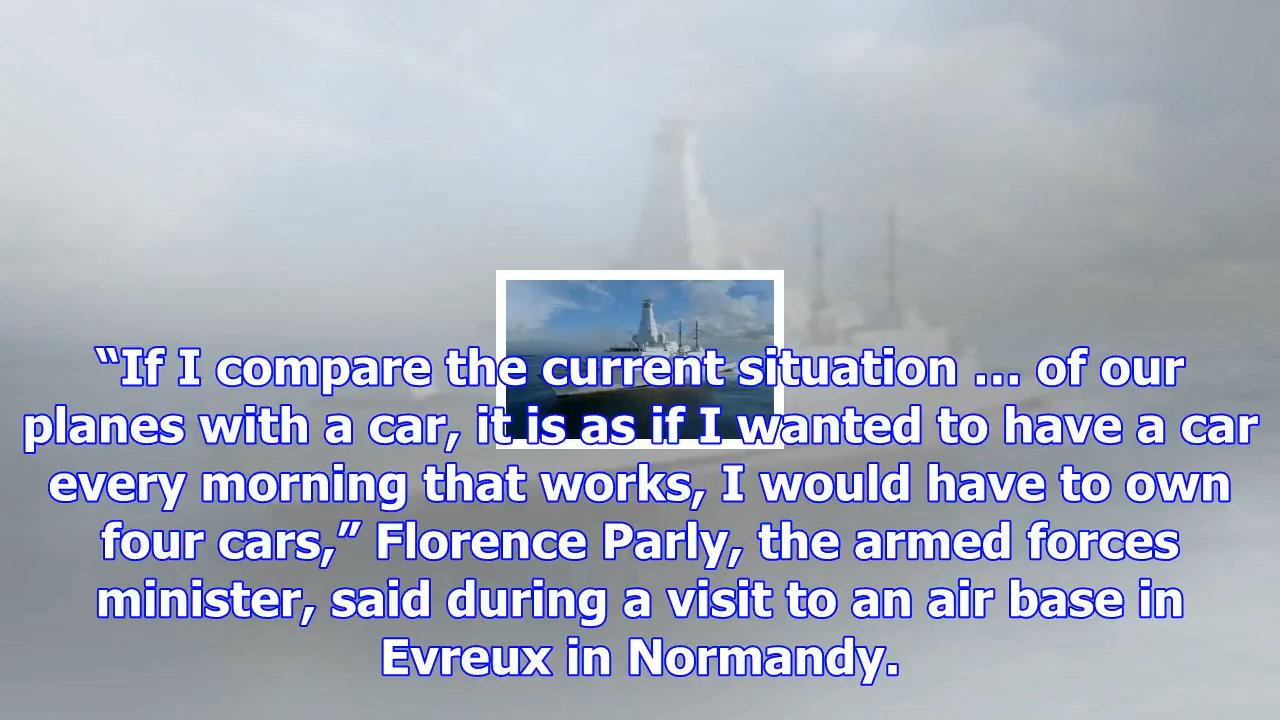 “If I compare the current situation ... of our
planes with a car, it is as if I wanted to have a car
every morning that works, I would have to own
four cars,” Florence Parly, the armed forces
minister, said during a visit to an air base in
Evreux in Normandy.